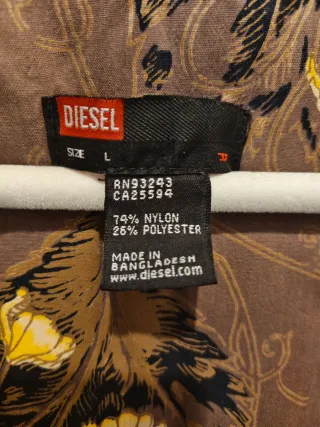 DIESEL
SIZE L
RN93243
CA25594
74% NYLON
26% POLYESTER
MADE IN
BANGLADESH
www.diesel.com